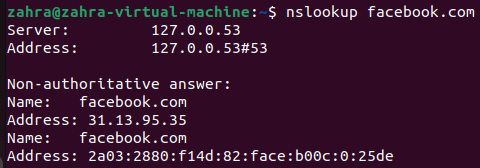 zahra@zahra-virtual-machine:~$ nslookup facebook.com
Server:         127.0.0.53
Address:        127.0.0.53#53

Non-authoritative answer:
Name:   facebook.com
Address: 31.13.95.35
Name:   facebook.com
Address: 2a03:2880:f14d:82:face:b00c:0:25de